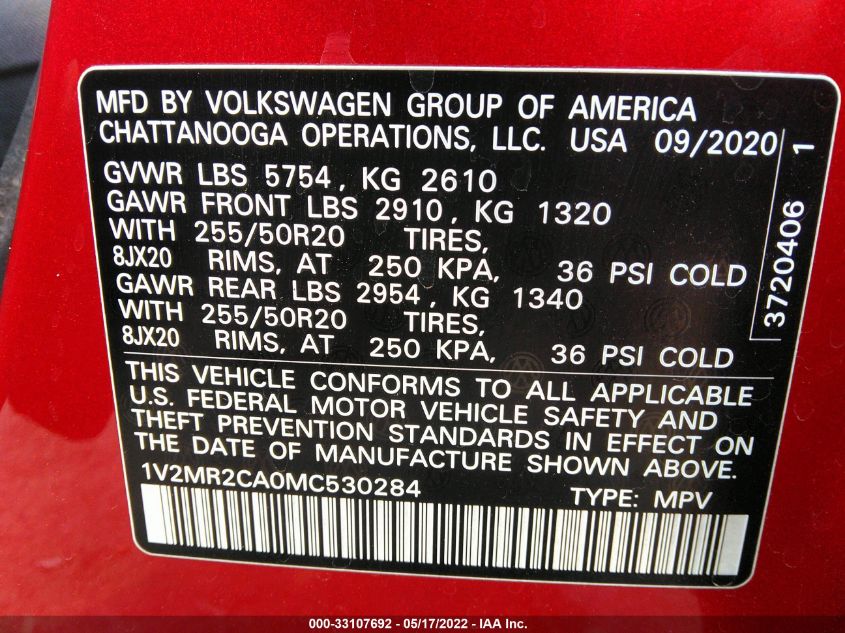 MFD BY VOLKSWAGEN GROUP OF AMERICA
CHATTANOOGA OPERATIONS, LLC. USA 09/2020
GVWR LBS 5754, KG 2610
GAWR FRONT LBS 2910, KG 1320
WITH 255/50R20 TIRES,
8JX20 RIMS, AT 250 KPA, 36 PSI COLD
GAWR REAR LBS 2954, KG 1340
WITH 255/50R20 TIRES,
8JX20 RIMS, AT 250 KPA, 36 PSI COLD
3720406 1
THIS VEHICLE CONFORMS TO ALL APPLICABLE
U.S. FEDERAL MOTOR VEHICLE SAFETY AND
THEFT PREVENTION STANDARDS IN EFFECT ON
THE DATE OF MANUFACTURE SHOWN ABOVE.
1V2MR2CA0MC530284 TYPE: MPV
000-33107692 - 05/17/2022 - IAA Inc.